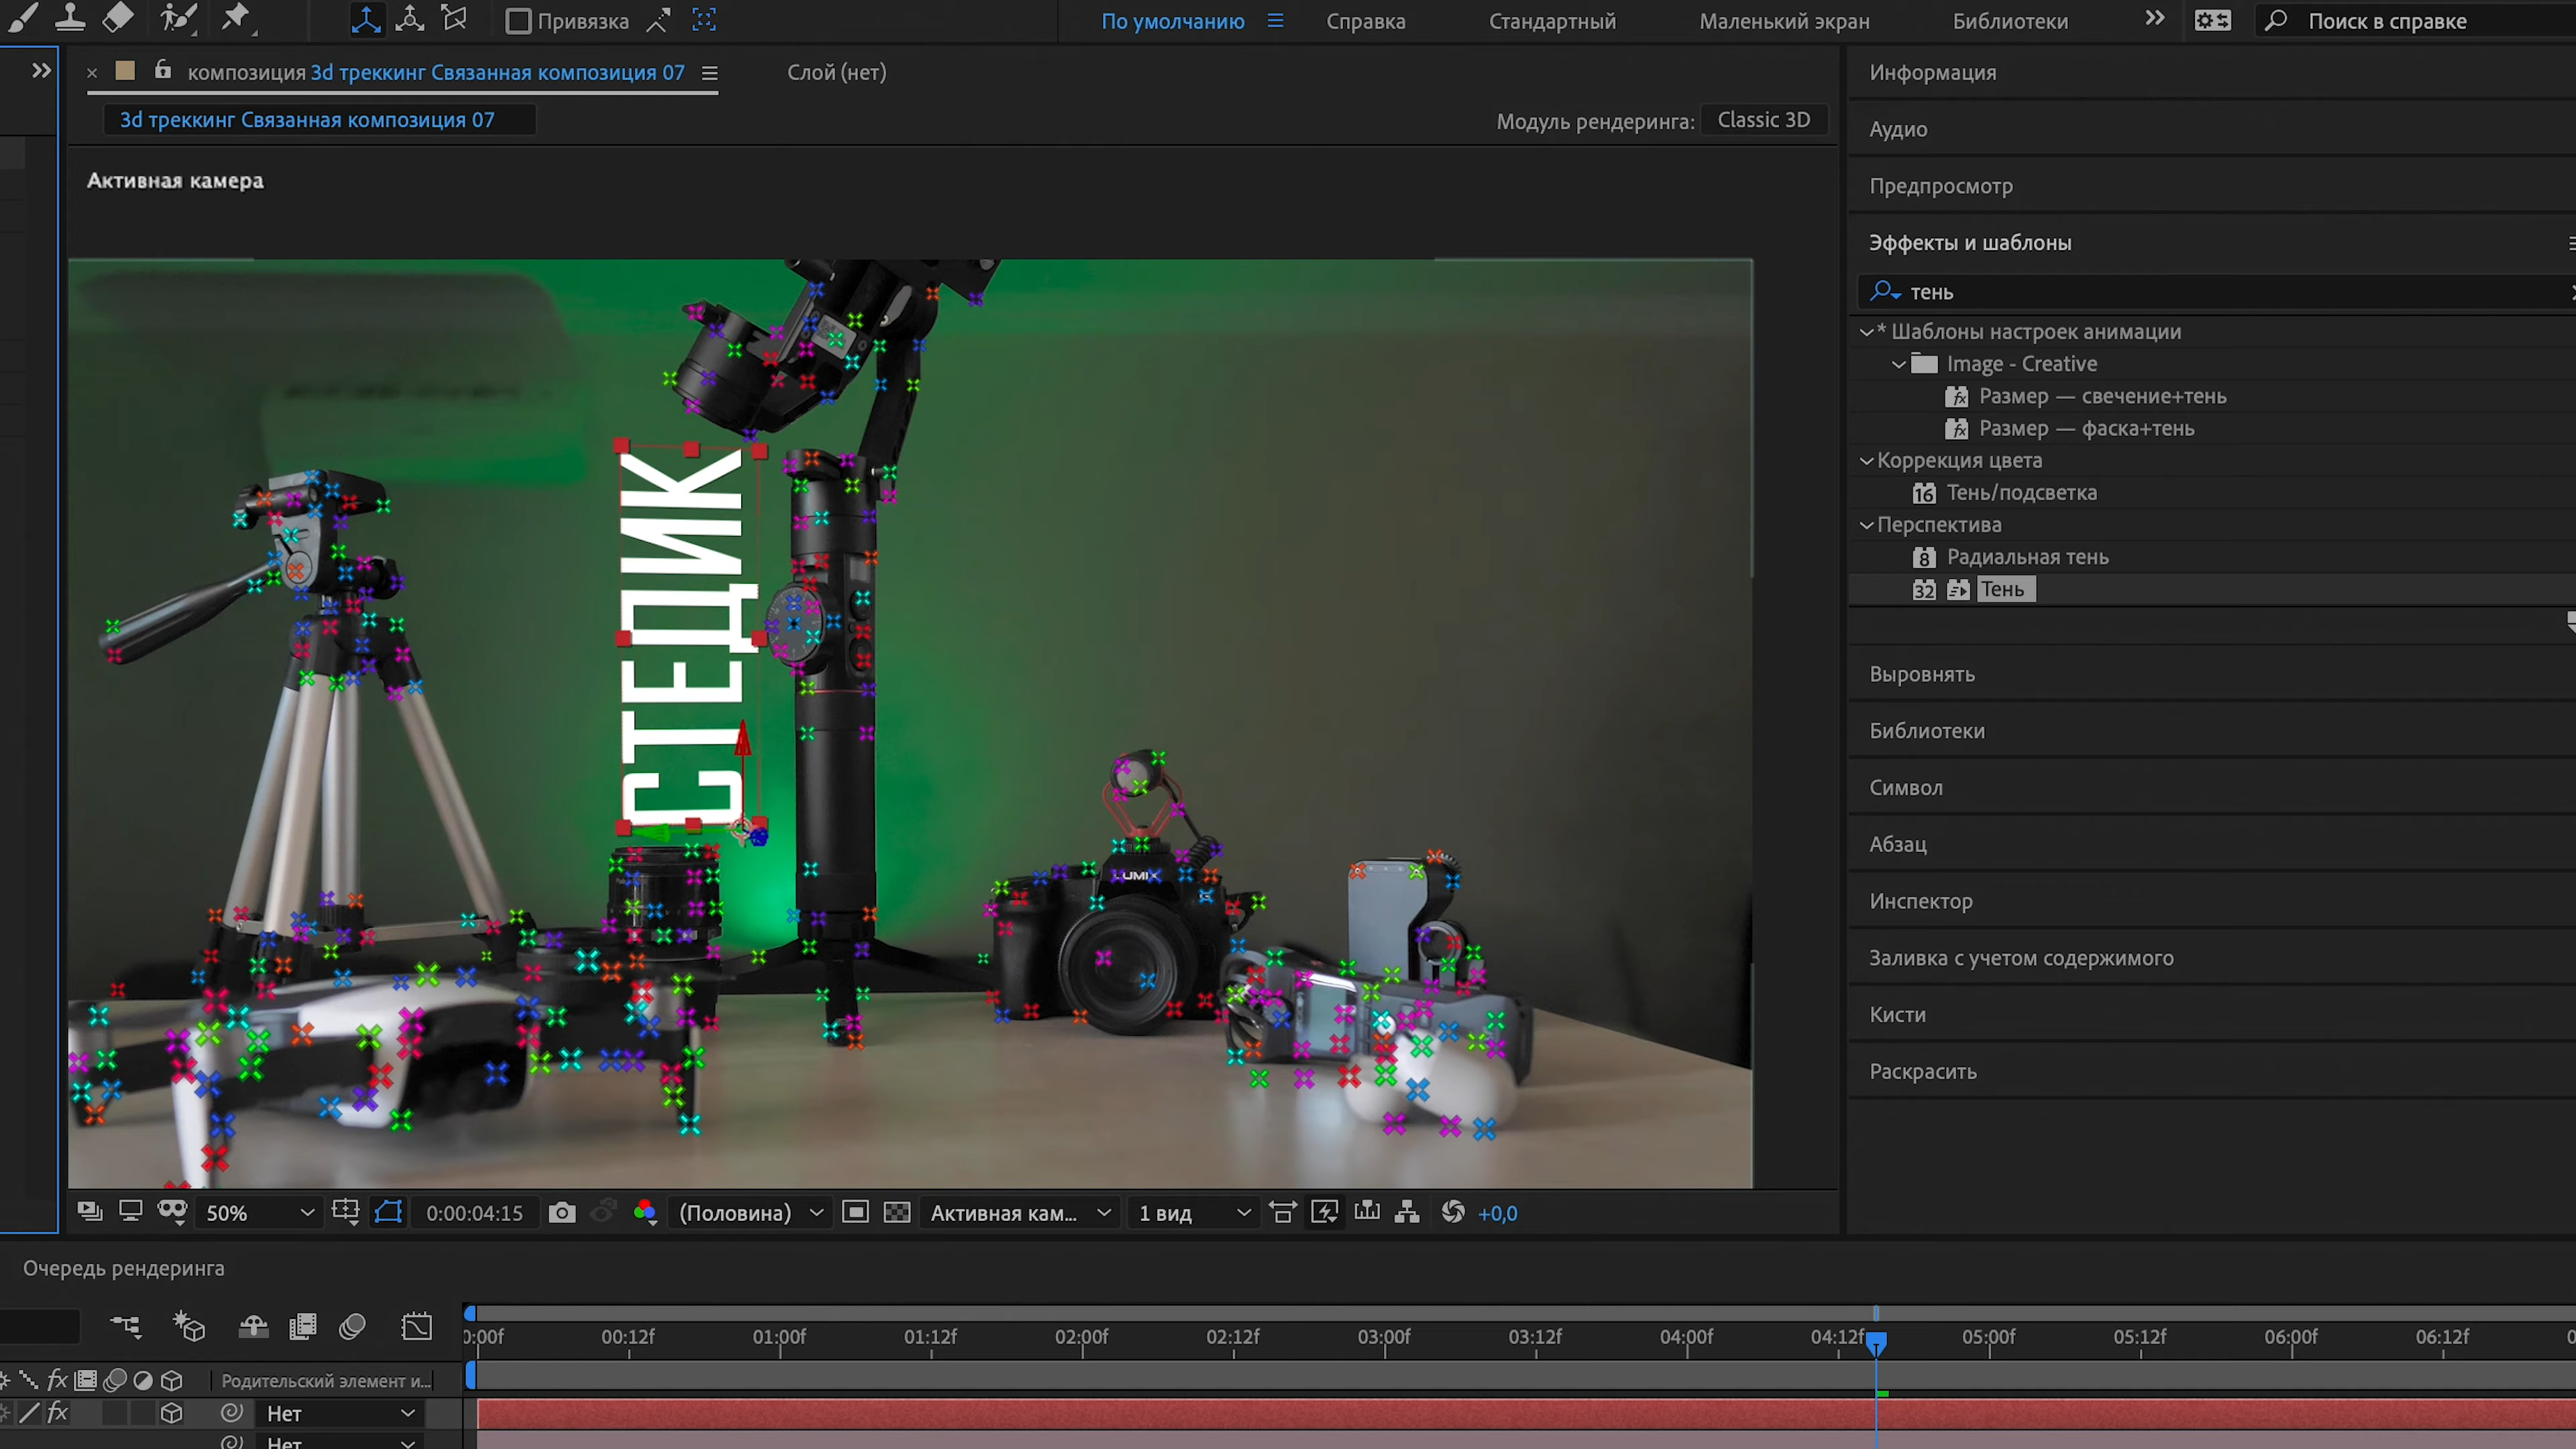 Привязка
По умолчанию
Справка
Стандартный
Маленький экран
Библиотеки
Поиск в справке
композиция 3d треккинг Связанная композиция 07
Слой (нет)
3d треккинг Связанная композиция 07
Модуль рендеринга:
Classic 3D
Активная камера
СТЕДИК
LUMIX
50%
0:00:04:15
(Половина)
Активная кам...
1 вид
+0,0
Информация
Аудио
Предпросмотр
Эффекты и шаблоны
тень
* Шаблоны настроек анимации
Image - Creative
Размер — свечение+тень
Размер — фаска+тень
Коррекция цвета
16 Тень/подсветка
Перспектива
8 Радиальная тень
32 Тень
Выровнять
Библиотеки
Символ
Абзац
Инспектор
Заливка с учетом содержимого
Кисти
Раскрасить
Очередь рендеринга
0:00f 00:12f 01:00f 01:12f 02:00f 02:12f 03:00f 03:12f 04:00f 04:12f 05:00f 05:12f 06:00f 06:12f
fx
Родительский элемент и...
fx
Нет
Нет